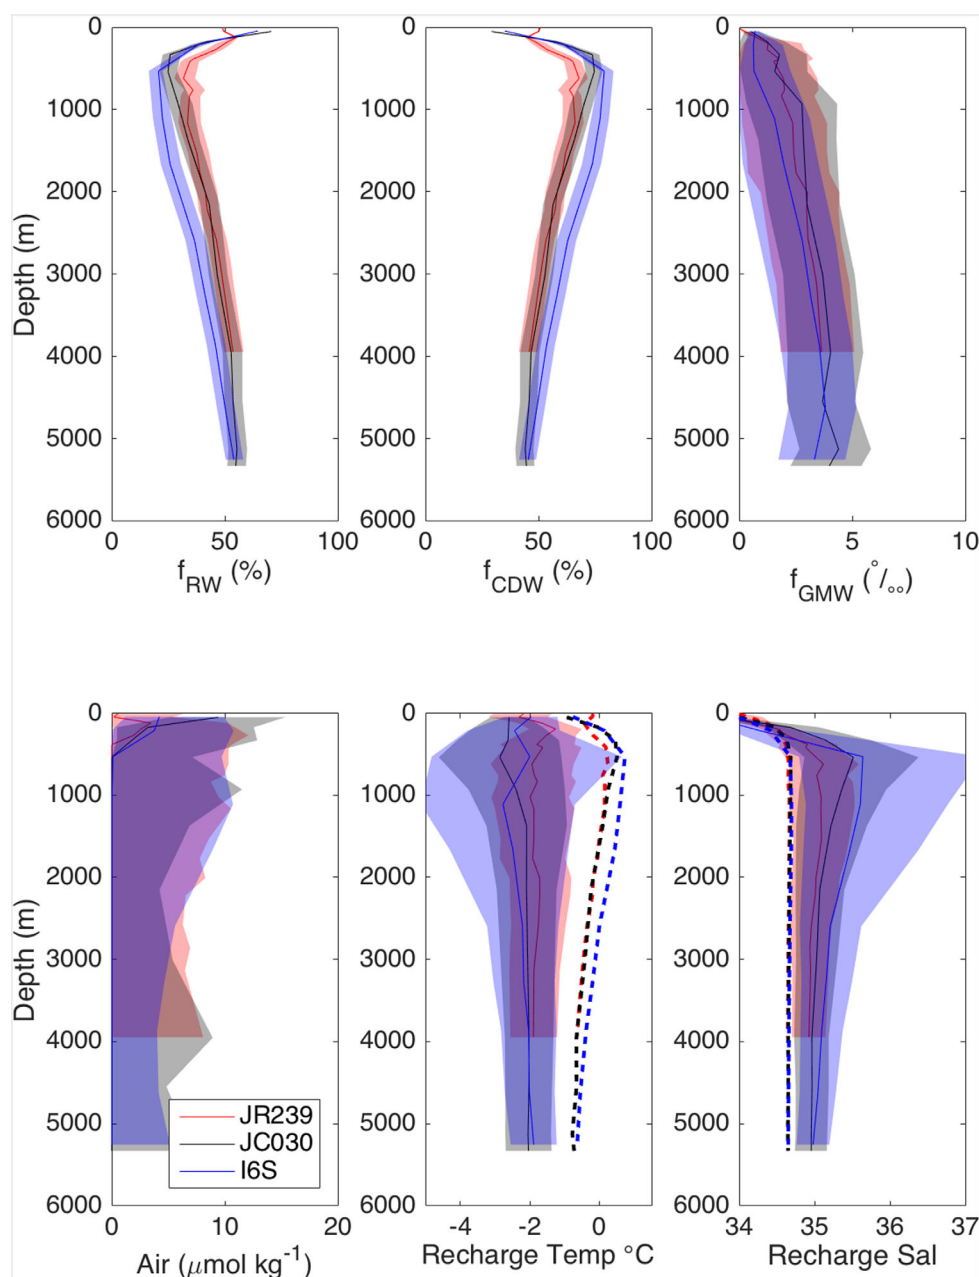 0
1000
2000
3000
4000
5000
6000
Depth (m)
0 50 100
f_RW (%)
0
1000
2000
3000
4000
5000
6000
0 50 100
f_CDW (%)
0
1000
2000
3000
4000
5000
6000
0 5 10
f_GMW (°/₀₀)
0
1000
2000
3000
4000
5000
6000
Depth (m)
JR239
JC030
I6S
0 10 20
Air (μmol kg⁻¹)
0
1000
2000
3000
4000
5000
6000
-4 -2 0
Recharge Temp °C
0
1000
2000
3000
4000
5000
6000
34 35 36 37
Recharge Sal